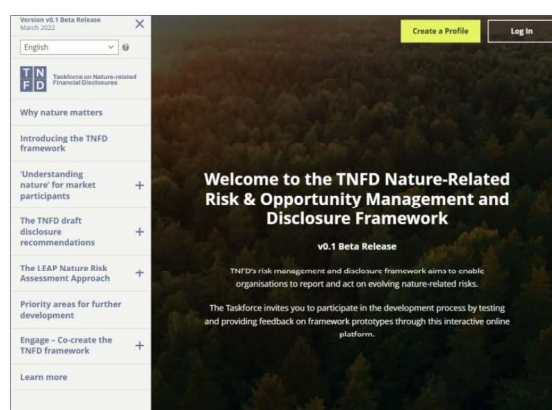 Version v0.1 Beta Release
March 2022
English
T N
F D
Taskforce on Nature-related
Financial Disclosures
Why nature matters
Introducing the TNFD
framework
'Understanding
nature' for market
participants
The TNFD draft
disclosure
recommendations
The LEAP Nature Risk
Assessment Approach
Priority areas for further
development
Engage – Co-create the
TNFD framework
Learn more
Create a Profile
Log In
Welcome to the TNFD Nature-Related
Risk & Opportunity Management and
Disclosure Framework
v0.1 Beta Release
TNFD's risk management and disclosure framework aims to enable
organisations to report and act on evolving nature-related risks.
The Taskforce invites you to participate in the development process by testing
and providing feedback on framework prototypes through this interactive online
platform.